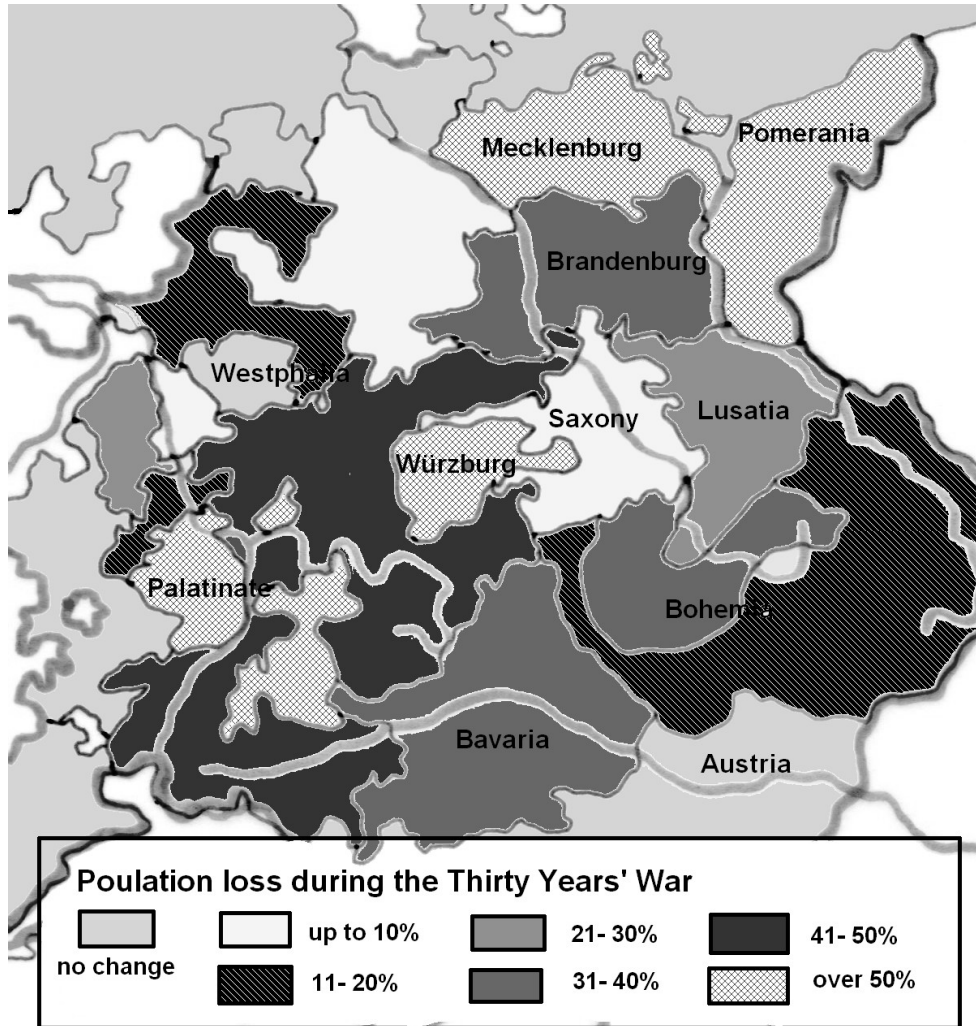 Mecklenburg
Pomerania
Brandenburg
Westphalia
Saxony
Lusatia
Würzburg
Palatinate
Bohemia
Bavaria
Austria
Poulation loss during the Thirty Years' War
no change
up to 10%
11- 20%
21- 30%
31- 40%
41- 50%
over 50%